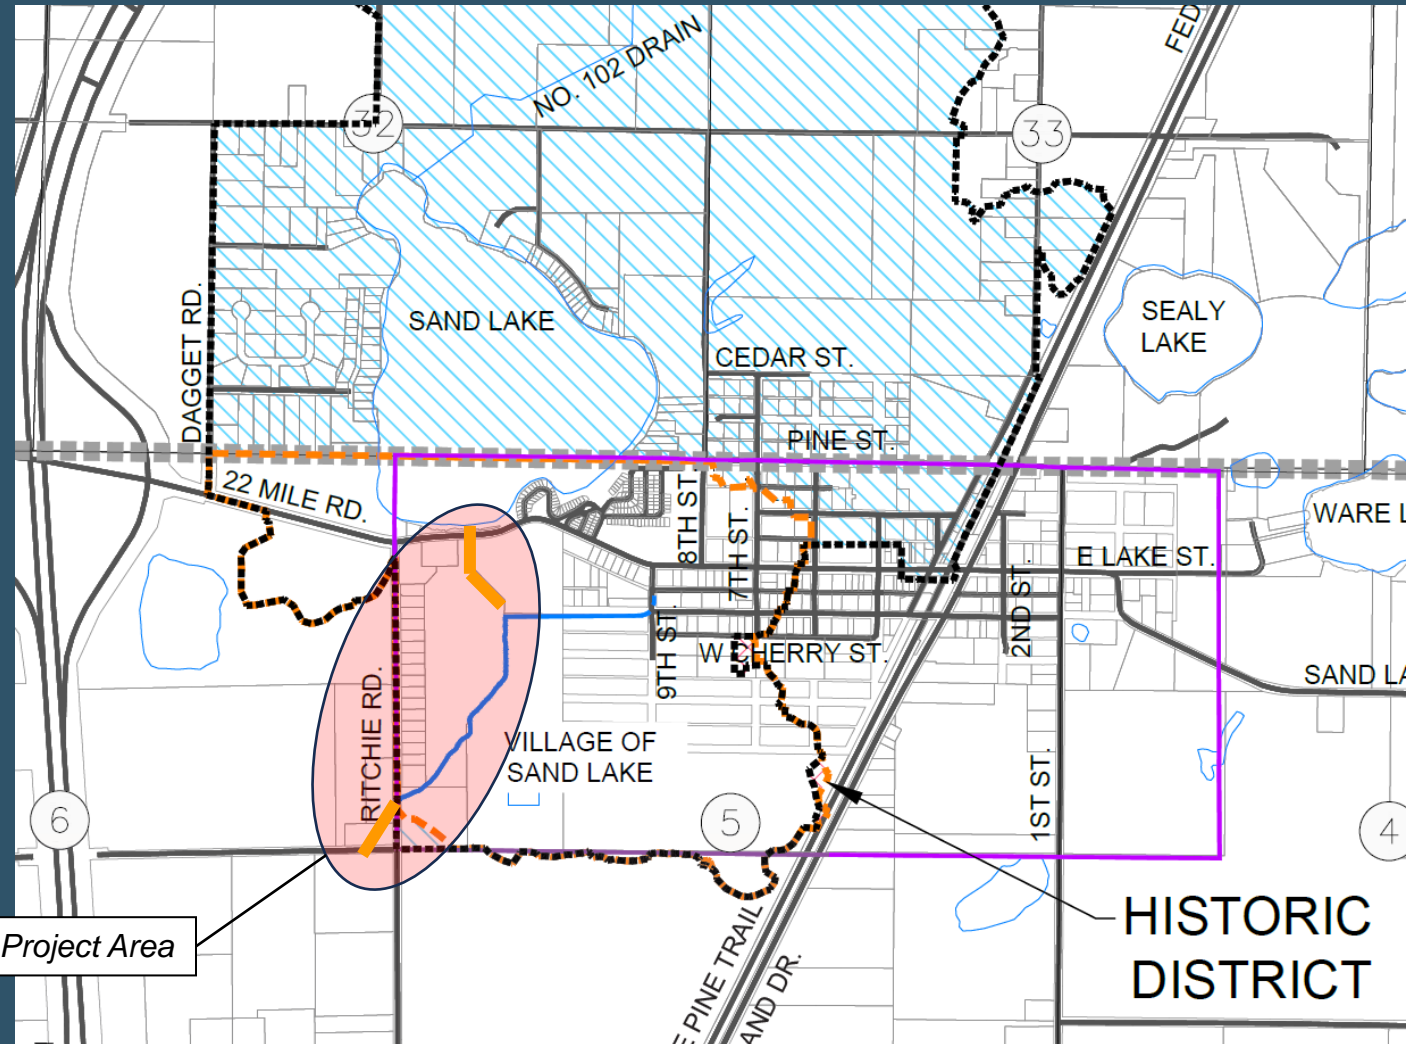 FED
NO. 102 DRAIN
32
33
DAGGET RD.
SAND LAKE
SEALY
LAKE
CEDAR ST.
PINE ST.
22 MILE RD.
8TH ST.
7TH ST.
WARE L
E LAKE ST.
2ND ST.
9TH ST.
W CHERRY ST.
SAND LA
RITCHIE RD.
VILLAGE OF
SAND LAKE
1ST ST.
6
5
4
HISTORIC
DISTRICT
Project Area
E PINE TRAIL
AND DR.